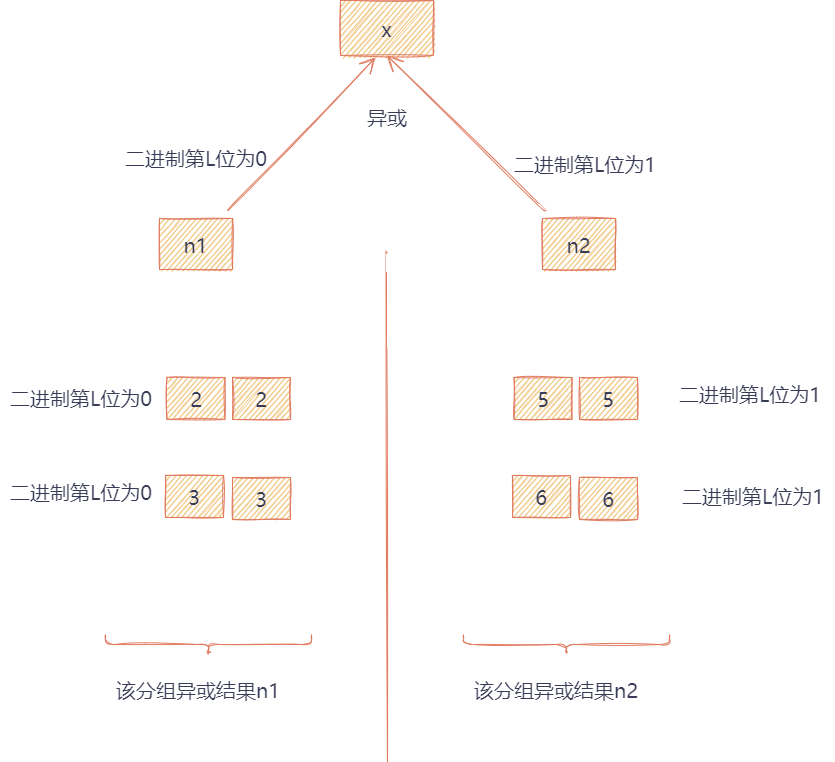 x
异或
二进制第L位为0
二进制第L位为1
n1
n2
二进制第L位为0 2 2
5 5 二进制第L位为1
二进制第L位为0 3 3
6 6 二进制第L位为1
该分组异或结果n1
该分组异或结果n2